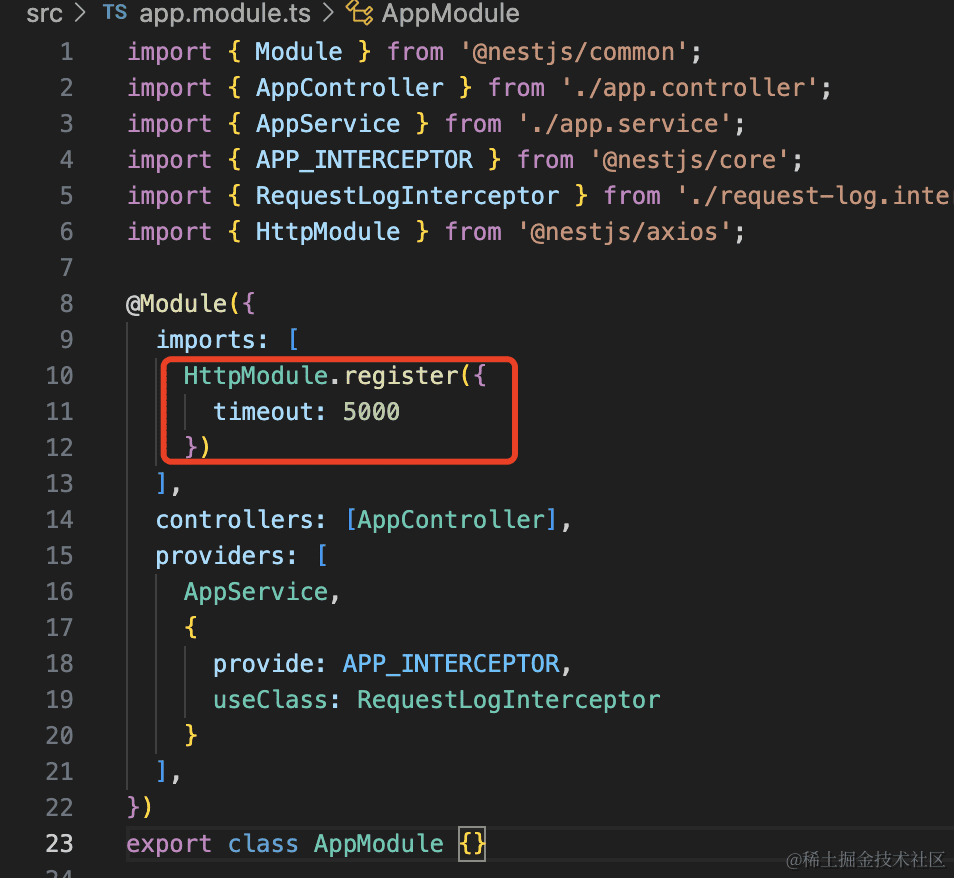 src > TS app.module.ts > AppModule
1 import { Module } from '@nestjs/common';
2 import { AppController } from './app.controller';
3 import { AppService } from './app.service';
4 import { APP_INTERCEPTOR } from '@nestjs/core';
5 import { RequestLogInterceptor } from './request-log.inte
6 import { HttpModule } from '@nestjs/axios';
7
8 @Module({
9   imports: [
10     HttpModule.register({
11       timeout: 5000
12     })
13   ],
14   controllers: [AppController],
15   providers: [
16     AppService,
17     {
18       provide: APP_INTERCEPTOR,
19       useClass: RequestLogInterceptor
20     }
21   ],
22 })
23 export class AppModule {}
24
@稀土掘金技术社区